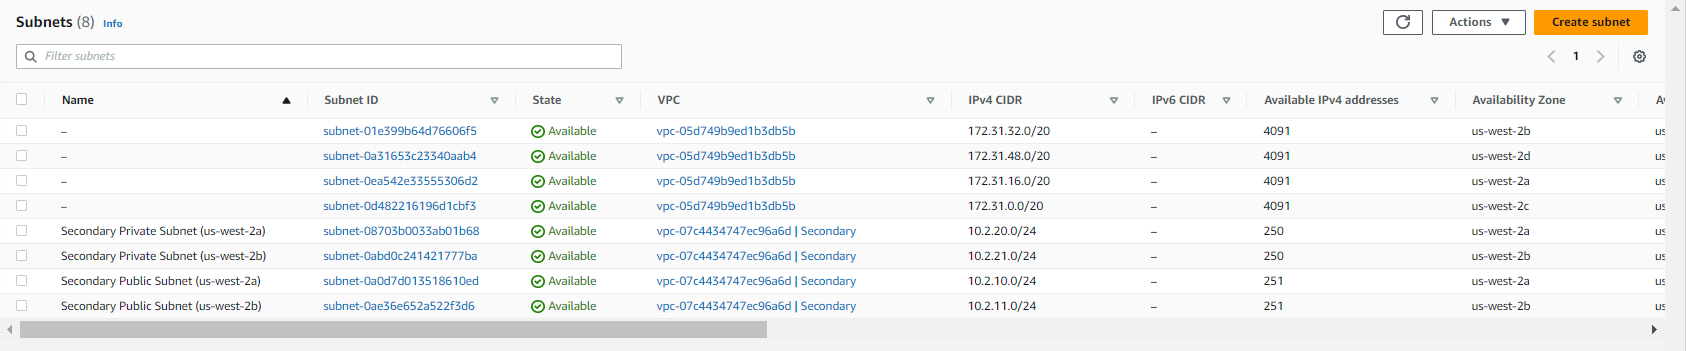 Subnets (8) Info
Actions Create subnet
Filter subnets
1
Name Subnet ID State VPC IPv4 CIDR IPv6 CIDR Available IPv4 addresses Availability Zone
– subnet-01e399b64d76606f5 Available vpc-05d749b9ed1b3db5b 172.31.32.0/20 – 4091 us-west-2b us
– subnet-0a31653c23340aab4 Available vpc-05d749b9ed1b3db5b 172.31.48.0/20 – 4091 us-west-2d us
– subnet-0ea542e33555306d2 Available vpc-05d749b9ed1b3db5b 172.31.16.0/20 – 4091 us-west-2a us
– subnet-0d482216196d1cbf3 Available vpc-05d749b9ed1b3db5b 172.31.0.0/20 – 4091 us-west-2c us
Secondary Private Subnet (us-west-2a) subnet-08703b0033ab01b68 Available vpc-07c4434747ec96a6d | Secondary 10.2.20.0/24 – 250 us-west-2a us
Secondary Private Subnet (us-west-2b) subnet-0abd0c241421777ba Available vpc-07c4434747ec96a6d | Secondary 10.2.21.0/24 – 250 us-west-2b us
Secondary Public Subnet (us-west-2a) subnet-0a0d7d013518610ed Available vpc-07c4434747ec96a6d | Secondary 10.2.10.0/24 – 251 us-west-2a us
Secondary Public Subnet (us-west-2b) subnet-0ae36e652a522f3d6 Available vpc-07c4434747ec96a6d | Secondary 10.2.11.0/24 – 251 us-west-2b us